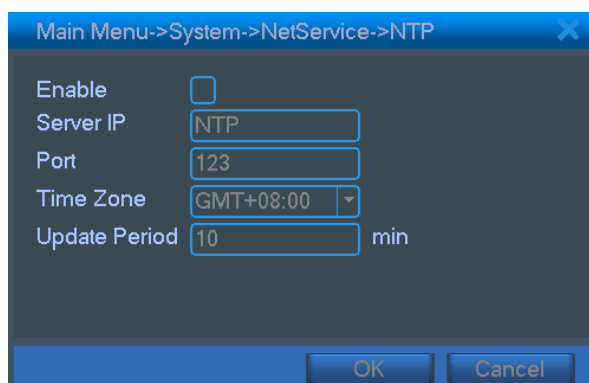 Main Menu->System->NetService->NTP
Enable
Server IP NTP
Port 123
Time Zone GMT+08:00
Update Period 10 min
OK Cancel